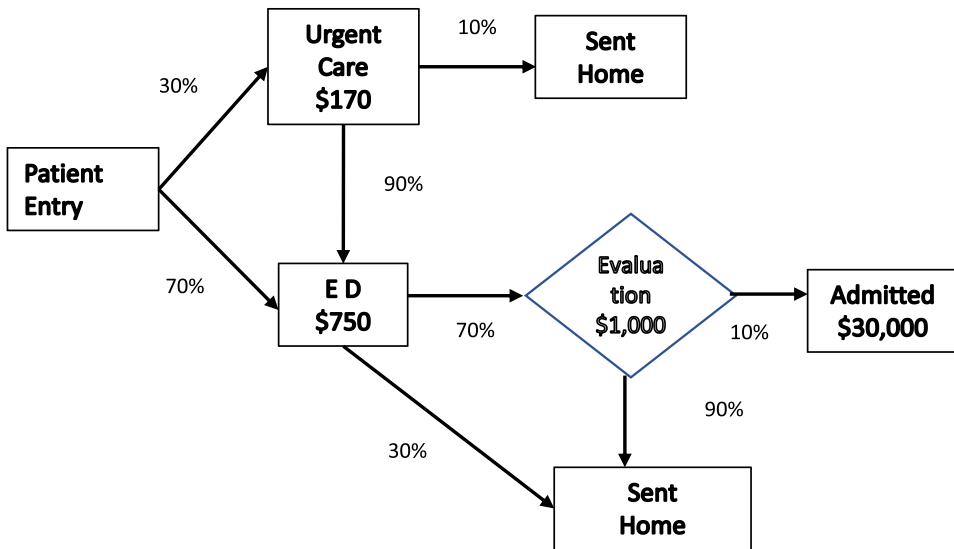 Urgent
Care
$170
10%
Sent
Home
30%
Patient
Entry
90%
70%
E D
$750
70%
Evalua
tion
$1,000
10%
Admitted
$30,000
90%
30%
Sent
Home